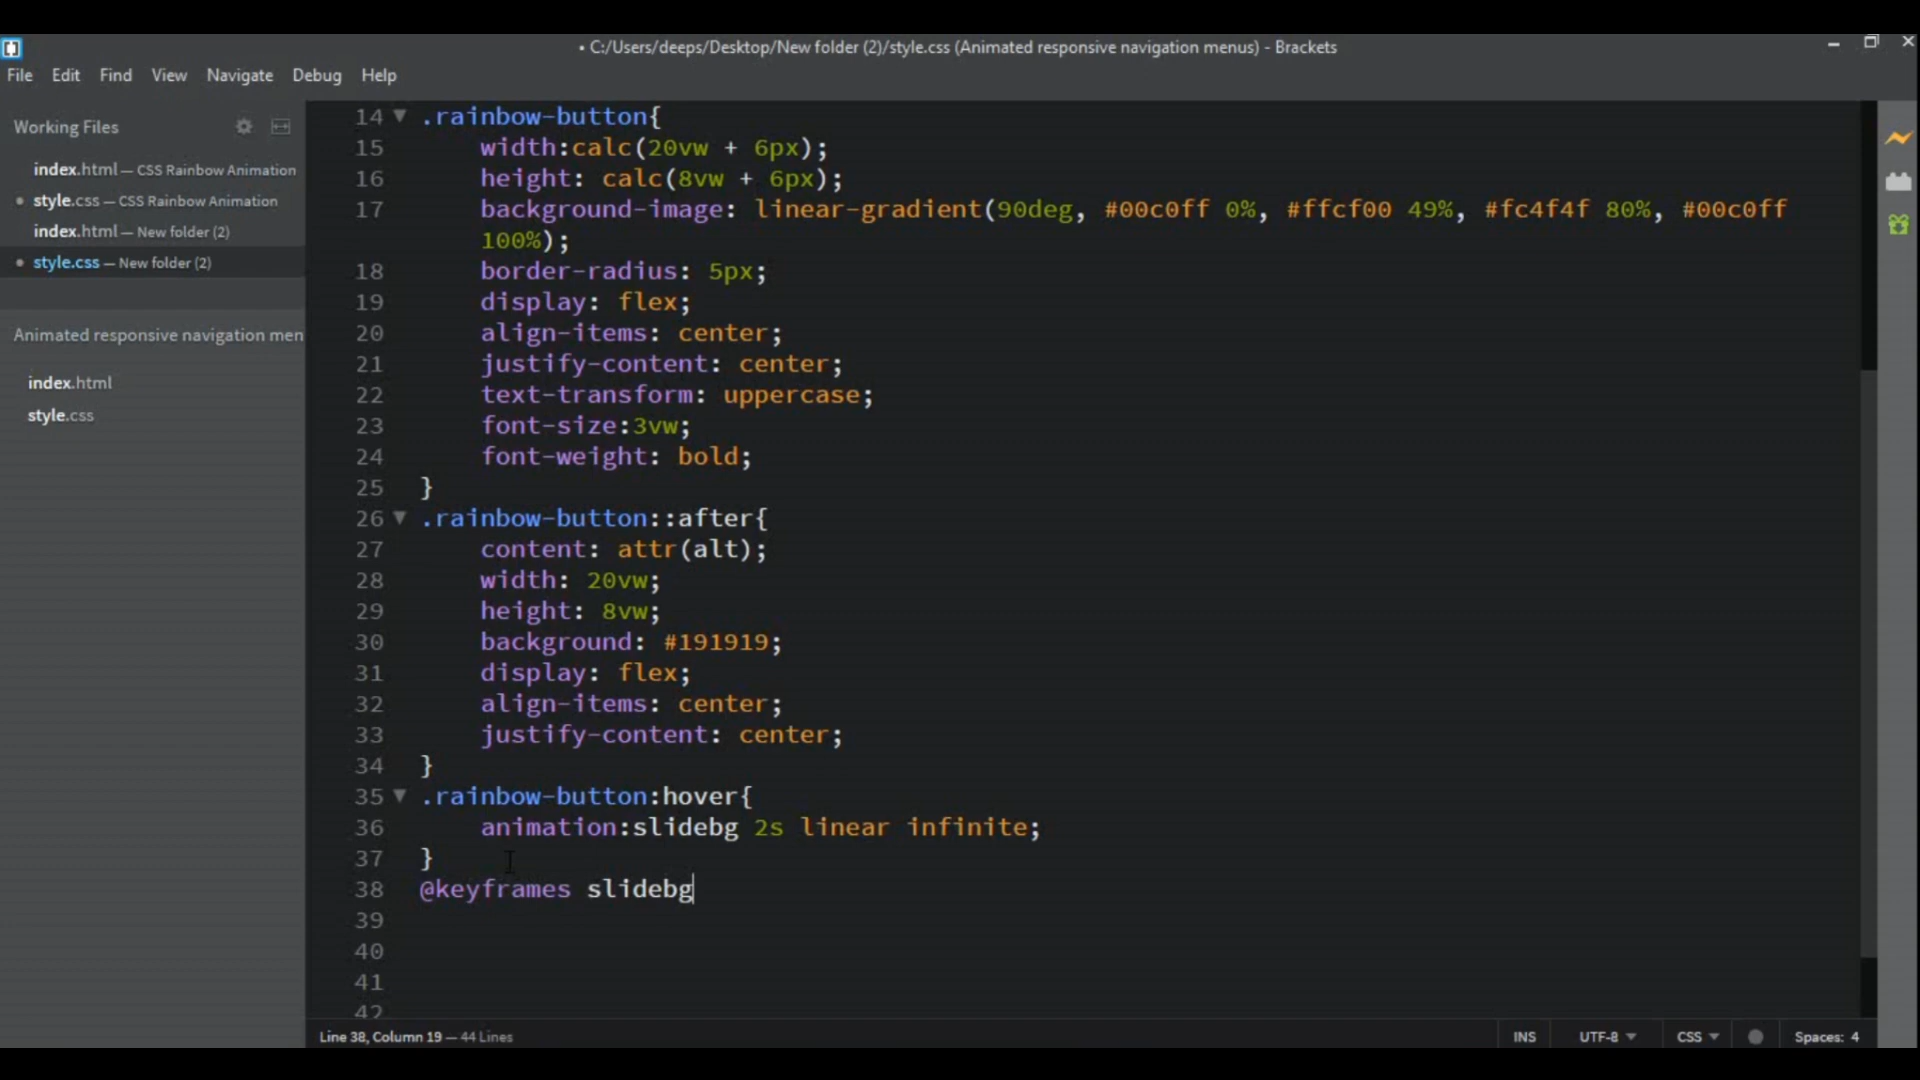 • C:/Users/deeps/Desktop/New folder (2)/style.css (Animated responsive navigation menus) - Brackets
File Edit Find View Navigate Debug Help
Working Files
index.html — CSS Rainbow Animation
• style.css — CSS Rainbow Animation
index.html — New folder (2)
• style.css — New folder (2)
Animated responsive navigation men
index.html
style.css
14 .rainbow-button{
15 width:calc(20vw + 6px);
16 height: calc(8vw + 6px);
17 background-image: linear-gradient(90deg, #00c0ff 0%, #ffcf00 49%, #fc4f4f 80%, #00c0ff
100%);
18 border-radius: 5px;
19 display: flex;
20 align-items: center;
21 justify-content: center;
22 text-transform: uppercase;
23 font-size:3vw;
24 font-weight: bold;
25 }
26 .rainbow-button::after{
27 content: attr(alt);
28 width: 20vw;
29 height: 8vw;
30 background: #191919;
31 display: flex;
32 align-items: center;
33 justify-content: center;
34 }
35 .rainbow-button:hover{
36 animation:slidebg 2s linear infinite;
37 }
38 @keyframes slidebg
39
40
41
42
Line 38, Column 19 — 44 Lines
INS UTF-8 CSS Spaces: 4